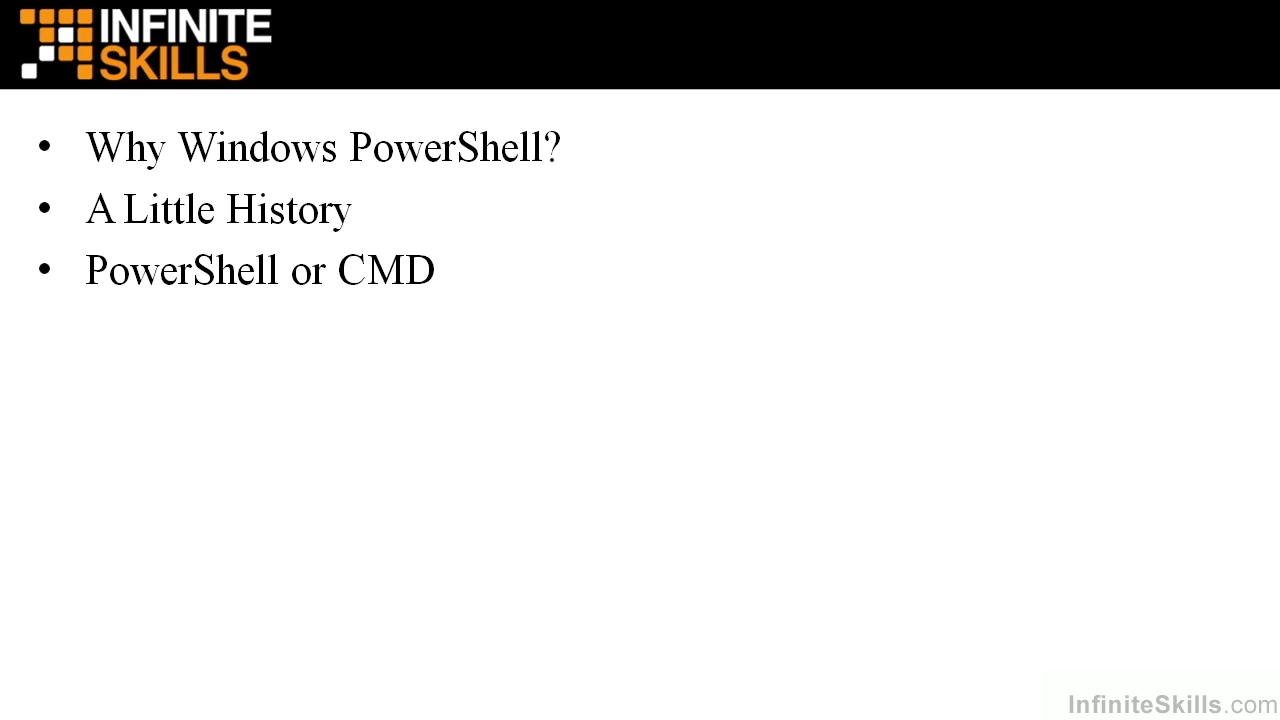 INFINITE
SKILLS
• Why Windows PowerShell?
• A Little History
• PowerShell or CMD
InfiniteSkills.com